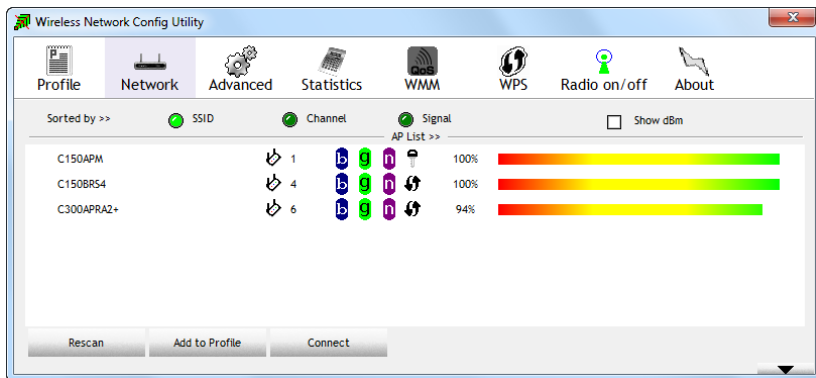 Wireless Network Config Utility
Profile Network Advanced Statistics QoS WMM WPS Radio on/off About
Sorted by >> SSID Channel Signal Show dBm
AP List >>
C150APM 1 b g n 100%
C150BRS4 4 b g n 100%
C300APRA2+ 6 b g n 94%
Rescan Add to Profile Connect